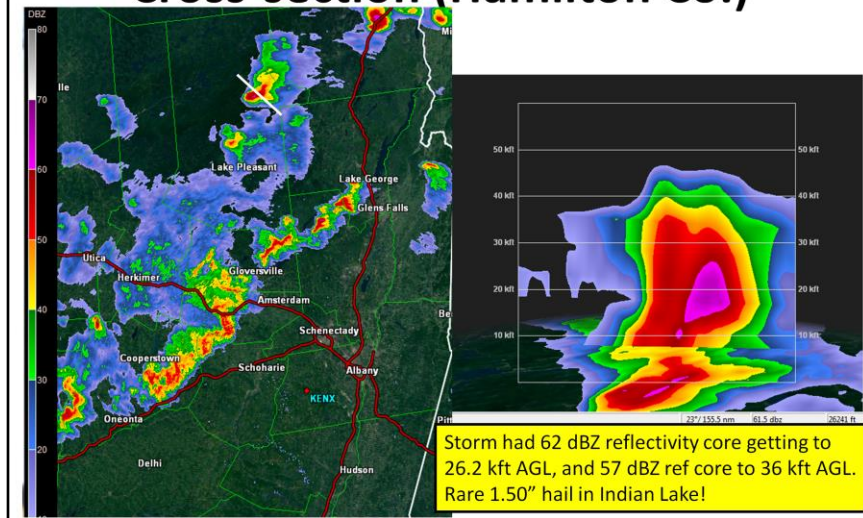 Cross-section (Hamilton Co.)
DBZ
80
70
60
50
40
30
20
lle
Mi
Lake Pleasant
Lake George
Glens Falls
Utica
Herkimer
Gloversville
Amsterdam
Be
Schenectady
Cooperstown
Schoharie
Albany
KENX
Oneonta
Pitt
Delhi
Hudson
50 kft
50 kft
40 kft
40 kft
30 kft
30 kft
20 kft
20 kft
10 kft
10 kft
23°/ 155.5 nm
61.5 dbz
26241 ft
Storm had 62 dBZ reflectivity core getting to
26.2 kft AGL, and 57 dBZ ref core to 36 kft AGL.
Rare 1.50” hail in Indian Lake!